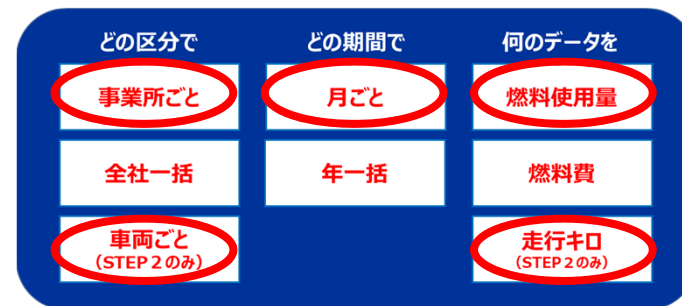 どの区分で
どの期間で
何のデータを
事業所ごと
月ごと
燃料使用量
全社一括
年一括
燃料費
車両ごと
(STEP2のみ)
走行キロ
(STEP2のみ)